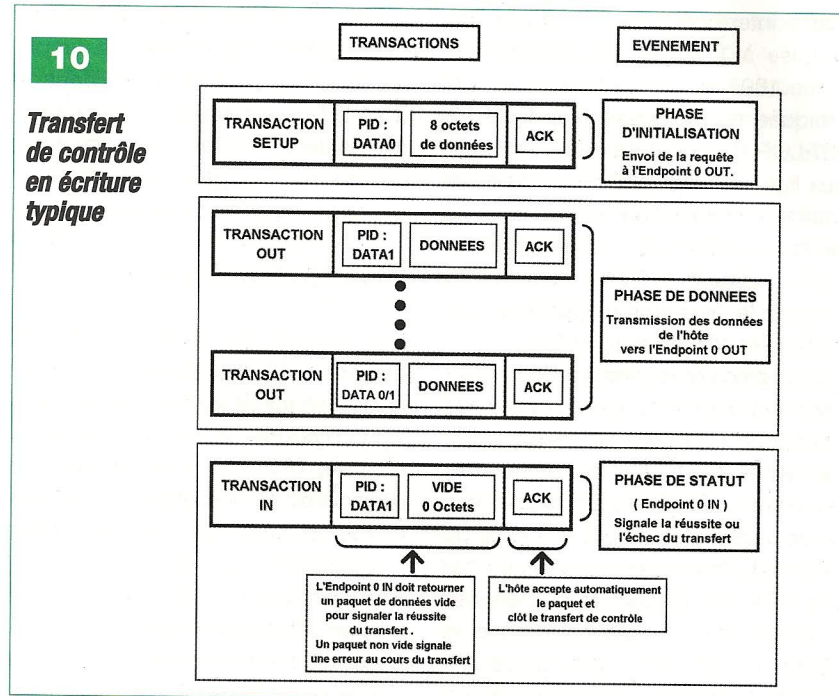 10
Transfert
de contrôle
en écriture
typique
TRANSACTIONS
EVENEMENT
TRANSACTION
SETUP
PID :
DATA0
8 octets
de données
ACK
PHASE
D'INITIALISATION
Envoi de la requête
à l'Endpoint 0 OUT.
TRANSACTION
OUT
PID :
DATA1
DONNEES
ACK
TRANSACTION
OUT
PID :
DATA 0/1
DONNEES
ACK
PHASE DE DONNEES
Transmission des données
de l'hôte
vers l'Endpoint 0 OUT
TRANSACTION
IN
PID :
DATA1
VIDE
0 Octets
ACK
PHASE DE STATUT
( Endpoint 0 IN )
Signale la réussite ou
l'échec du transfert
L'Endpoint 0 IN doit retourner
un paquet de données vide
pour signaler la réussite
du transfert .
Un paquet non vide signale
une erreur au cours du transfert
L'hôte accepte automatiquement
le paquet et
clôt le transfert de contrôle